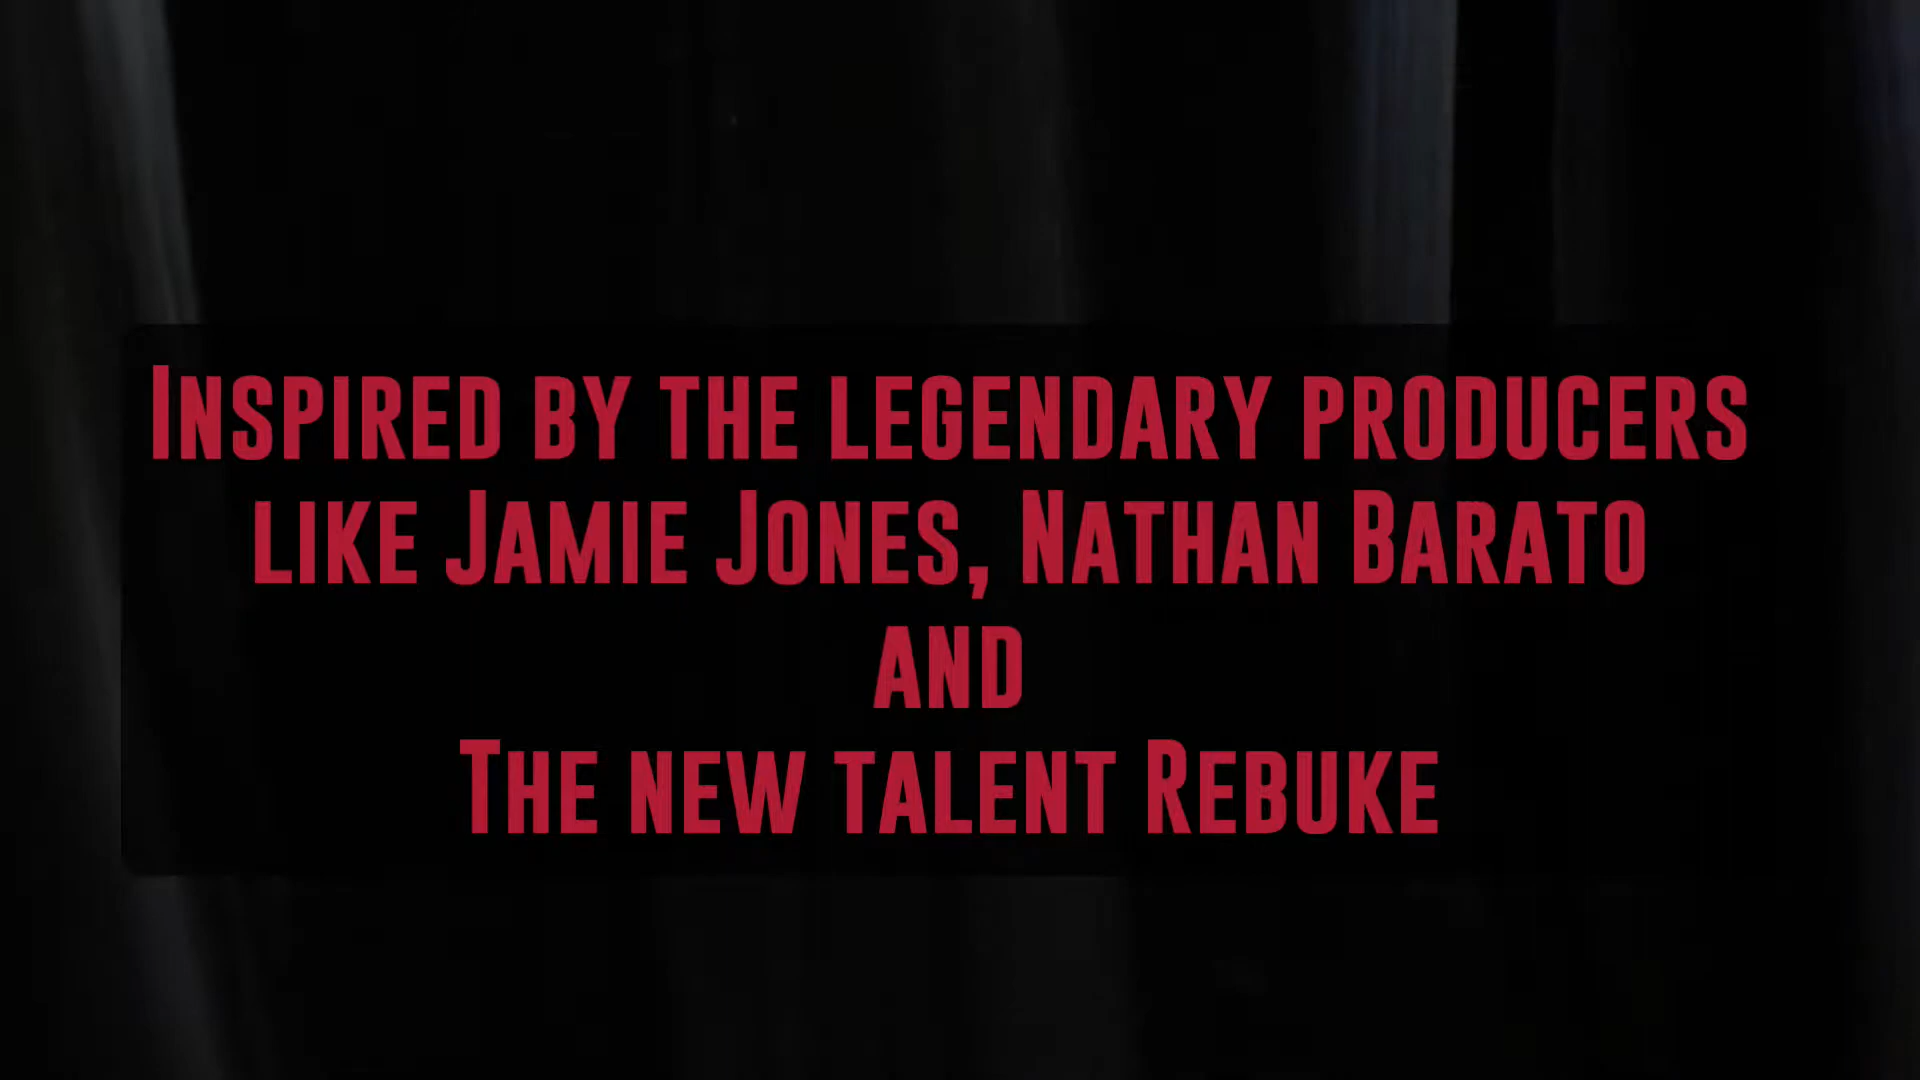 Inspired by the legendary producers
like Jamie Jones, Nathan Barato
and
The new talent Rebuke